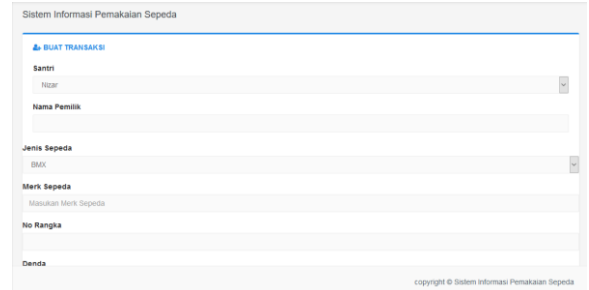 Sistem Informasi Pemakaian Sepeda
BUAT TRANSAKSI
Santri
Nizar
Nama Pemilik
Jenis Sepeda
BMX
Merk Sepeda
Masukan Merk Sepeda
No Rangka
Denda
copyright © Sistem Informasi Pemakaian Sepeda